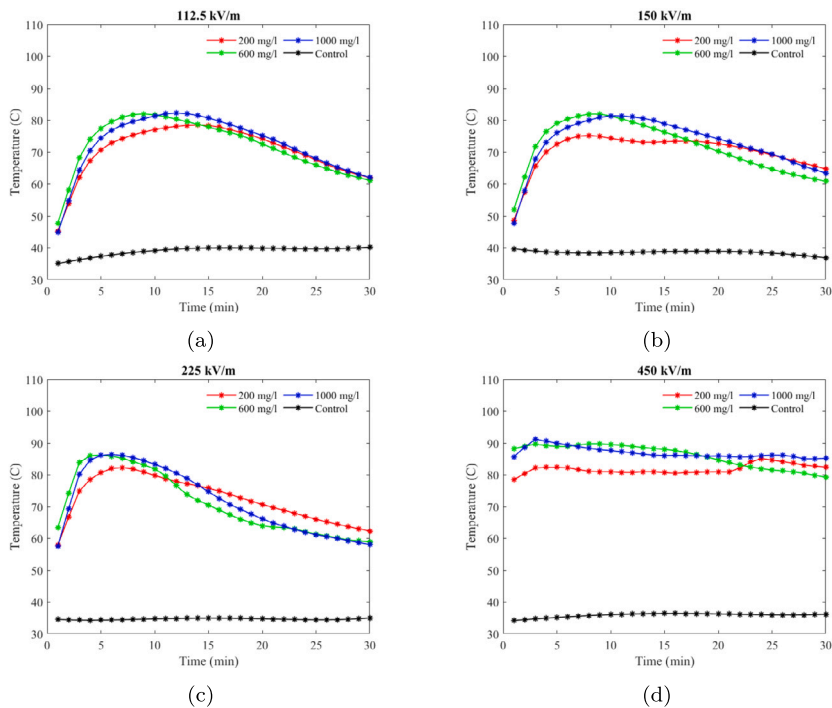 112.5 kV/m
110
100
90
80
70
60
50
40
30
Temperature (C)
200 mg/l
1000 mg/l
600 mg/l
Control
0
5
10
15
20
25
30
Time (min)
(a)
150 kV/m
110
100
90
80
70
60
50
40
30
Temperature (C)
200 mg/l
1000 mg/l
600 mg/l
Control
0
5
10
15
20
25
30
Time (min)
(b)
225 kV/m
110
100
90
80
70
60
50
40
30
Temperature (C)
200 mg/l
1000 mg/l
600 mg/l
Control
0
5
10
15
20
25
30
Time (min)
(c)
450 kV/m
110
100
90
80
70
60
50
40
30
Temperature (C)
200 mg/l
1000 mg/l
600 mg/l
Control
0
5
10
15
20
25
30
Time (min)
(d)